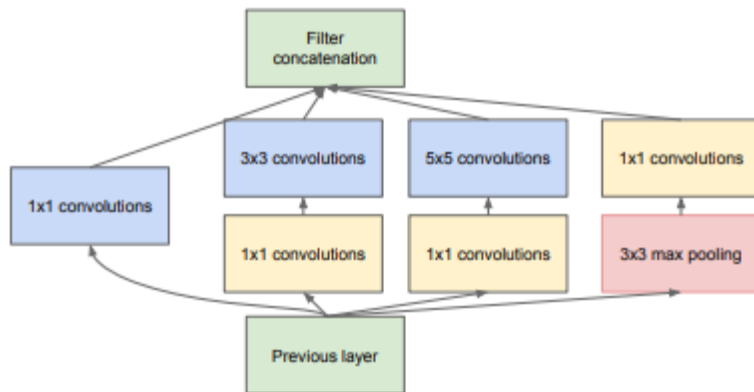 Filter
concatenation
3x3 convolutions
5x5 convolutions
1x1 convolutions
1x1 convolutions
1x1 convolutions
1x1 convolutions
3x3 max pooling
Previous layer